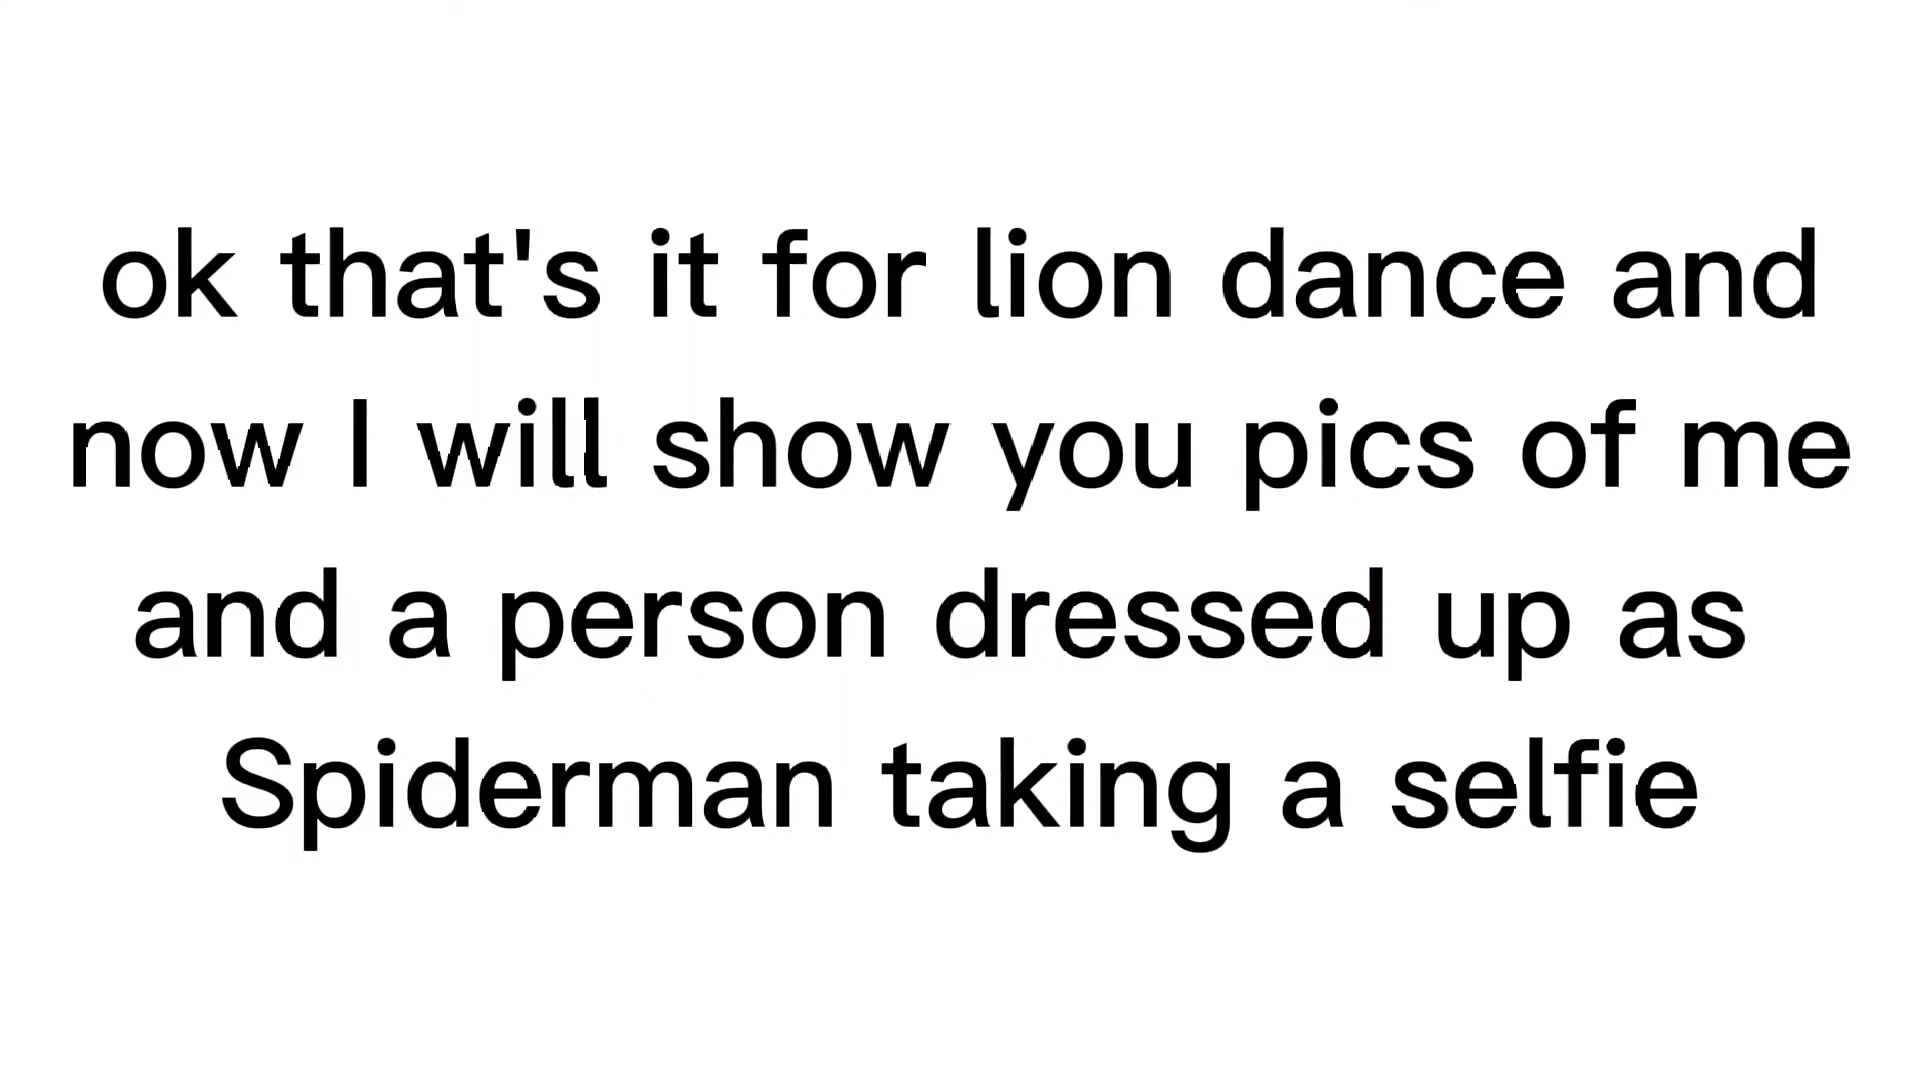 ok that's it for lion dance and
now I will show you pics of me
and a person dressed up as
Spiderman taking a selfie